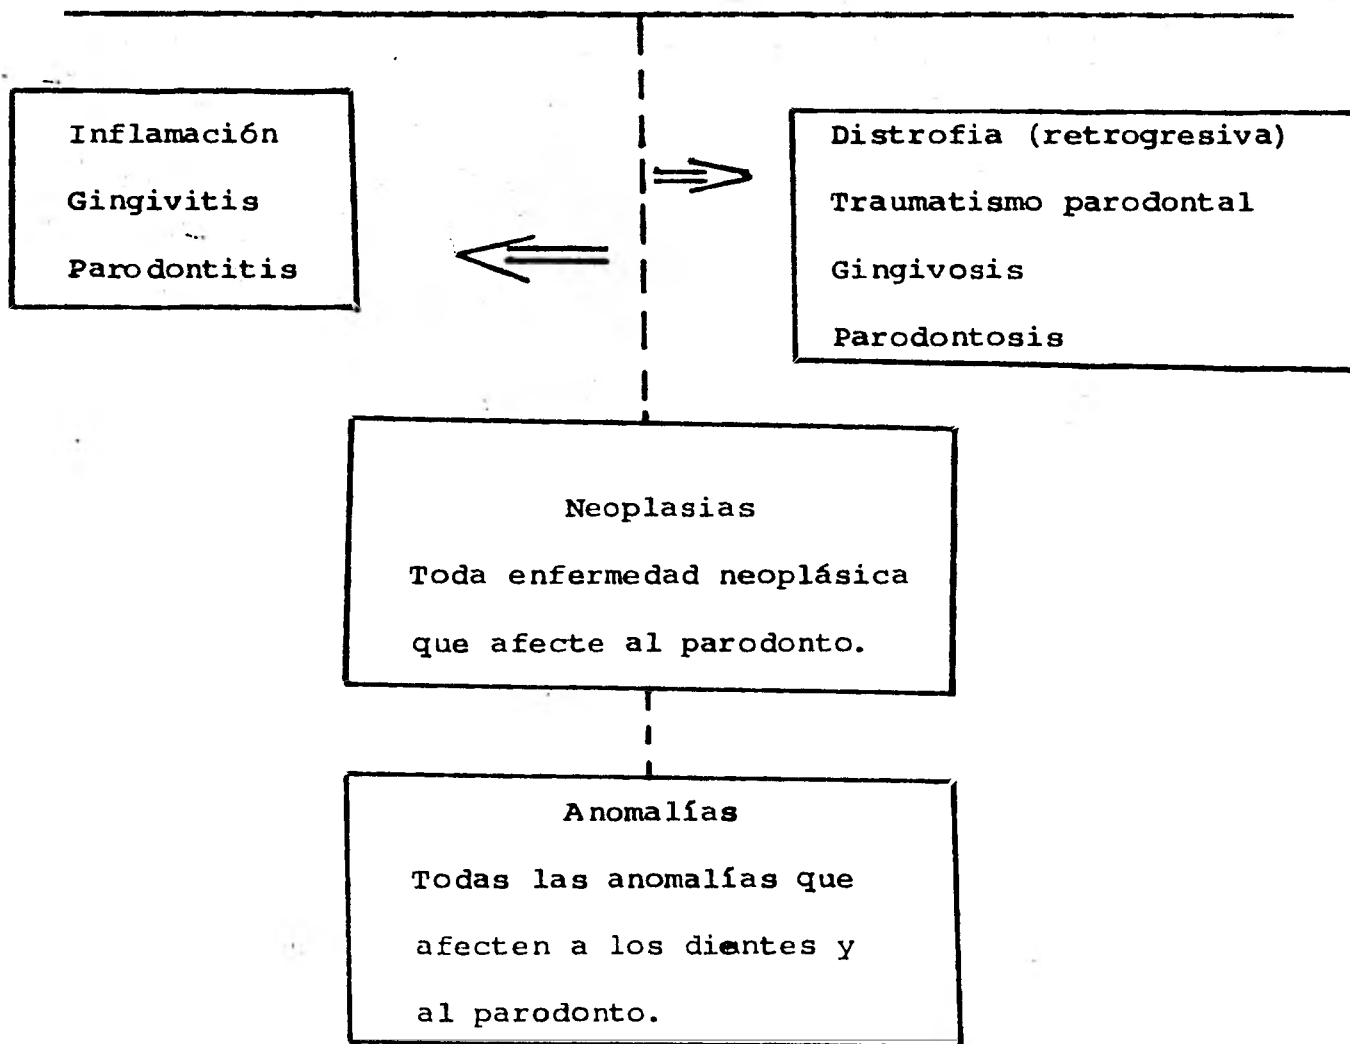 Inflamación
Gingivitis
Parodontitis
Distrofia (retrogresiva)
Traumatismo parodontal
Gingivosis
Parodontosis
Neoplasias
Toda enfermedad neoplásica
que afecte al parodonto.
Anomalías
Todas las anomalías que
afecten a los dientes y
al parodonto.